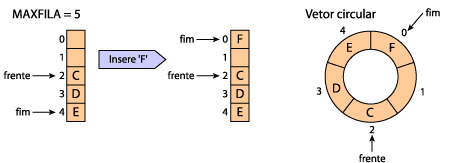 MAXFILA = 5
0
1
frente 2 C
3 D
fim 4 E
Insere 'F'
fim 0 F
1
frente 2 C
3 D
4 E
Vetor circular
fim
4 0
E F
3 D 1
C
2
frente